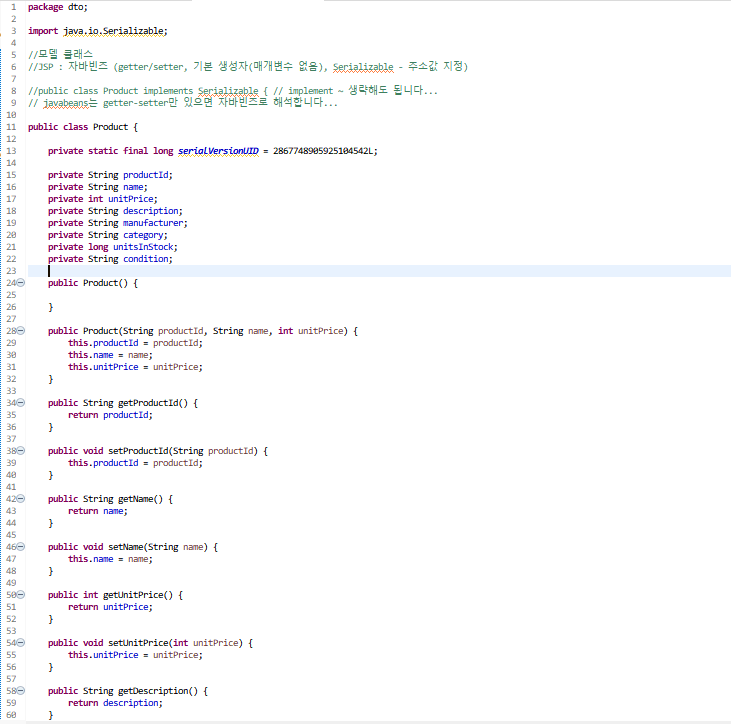 1 package dto;
2
3 import java.io.Serializable;
4
5 //모델 클래스
6 //JSP : 자바빈즈 (getter/setter, 기본 생성자(매개변수 없음), Serializable - 주소값 지정)
7
8 //public class Product implements Serializable { // implement ~ 생략해도 됩니다...
9 // javabeans는 getter-setter만 있으면 자바빈즈로 해석합니다...
10
11 public class Product {
12
13 private static final long serialVersionUID = 2867748905925104542L;
14
15 private String productId;
16 private String name;
17 private int unitPrice;
18 private String description;
19 private String manufacturer;
20 private String category;
21 private long unitsInStock;
22 private String condition;
23
24 public Product() {
25
26 }
27
28 public Product(String productId, String name, int unitPrice) {
29 this.productId = productId;
30 this.name = name;
31 this.unitPrice = unitPrice;
32 }
33
34 public String getProductId() {
35 return productId;
36 }
37
38 public void setProductId(String productId) {
39 this.productId = productId;
40 }
41
42 public String getName() {
43 return name;
44 }
45
46 public void setName(String name) {
47 this.name = name;
48 }
49
50 public int getUnitPrice() {
51 return unitPrice;
52 }
53
54 public void setUnitPrice(int unitPrice) {
55 this.unitPrice = unitPrice;
56 }
57
58 public String getDescription() {
59 return description;
60 }